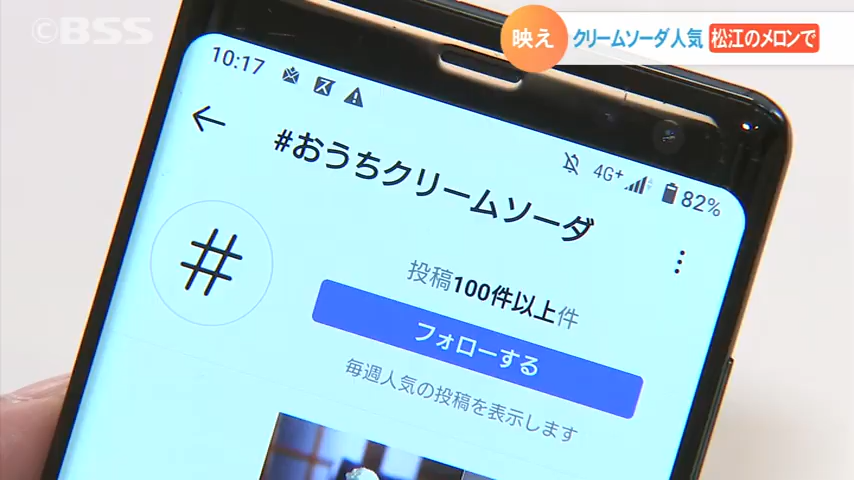 ©BSS
映え
クリームソーダ人気
松江のメロンで
10:17
4G+
82%
#おうちクリームソーダ
#
投稿100件以上件
フォローする
毎週人気の投稿を表示します